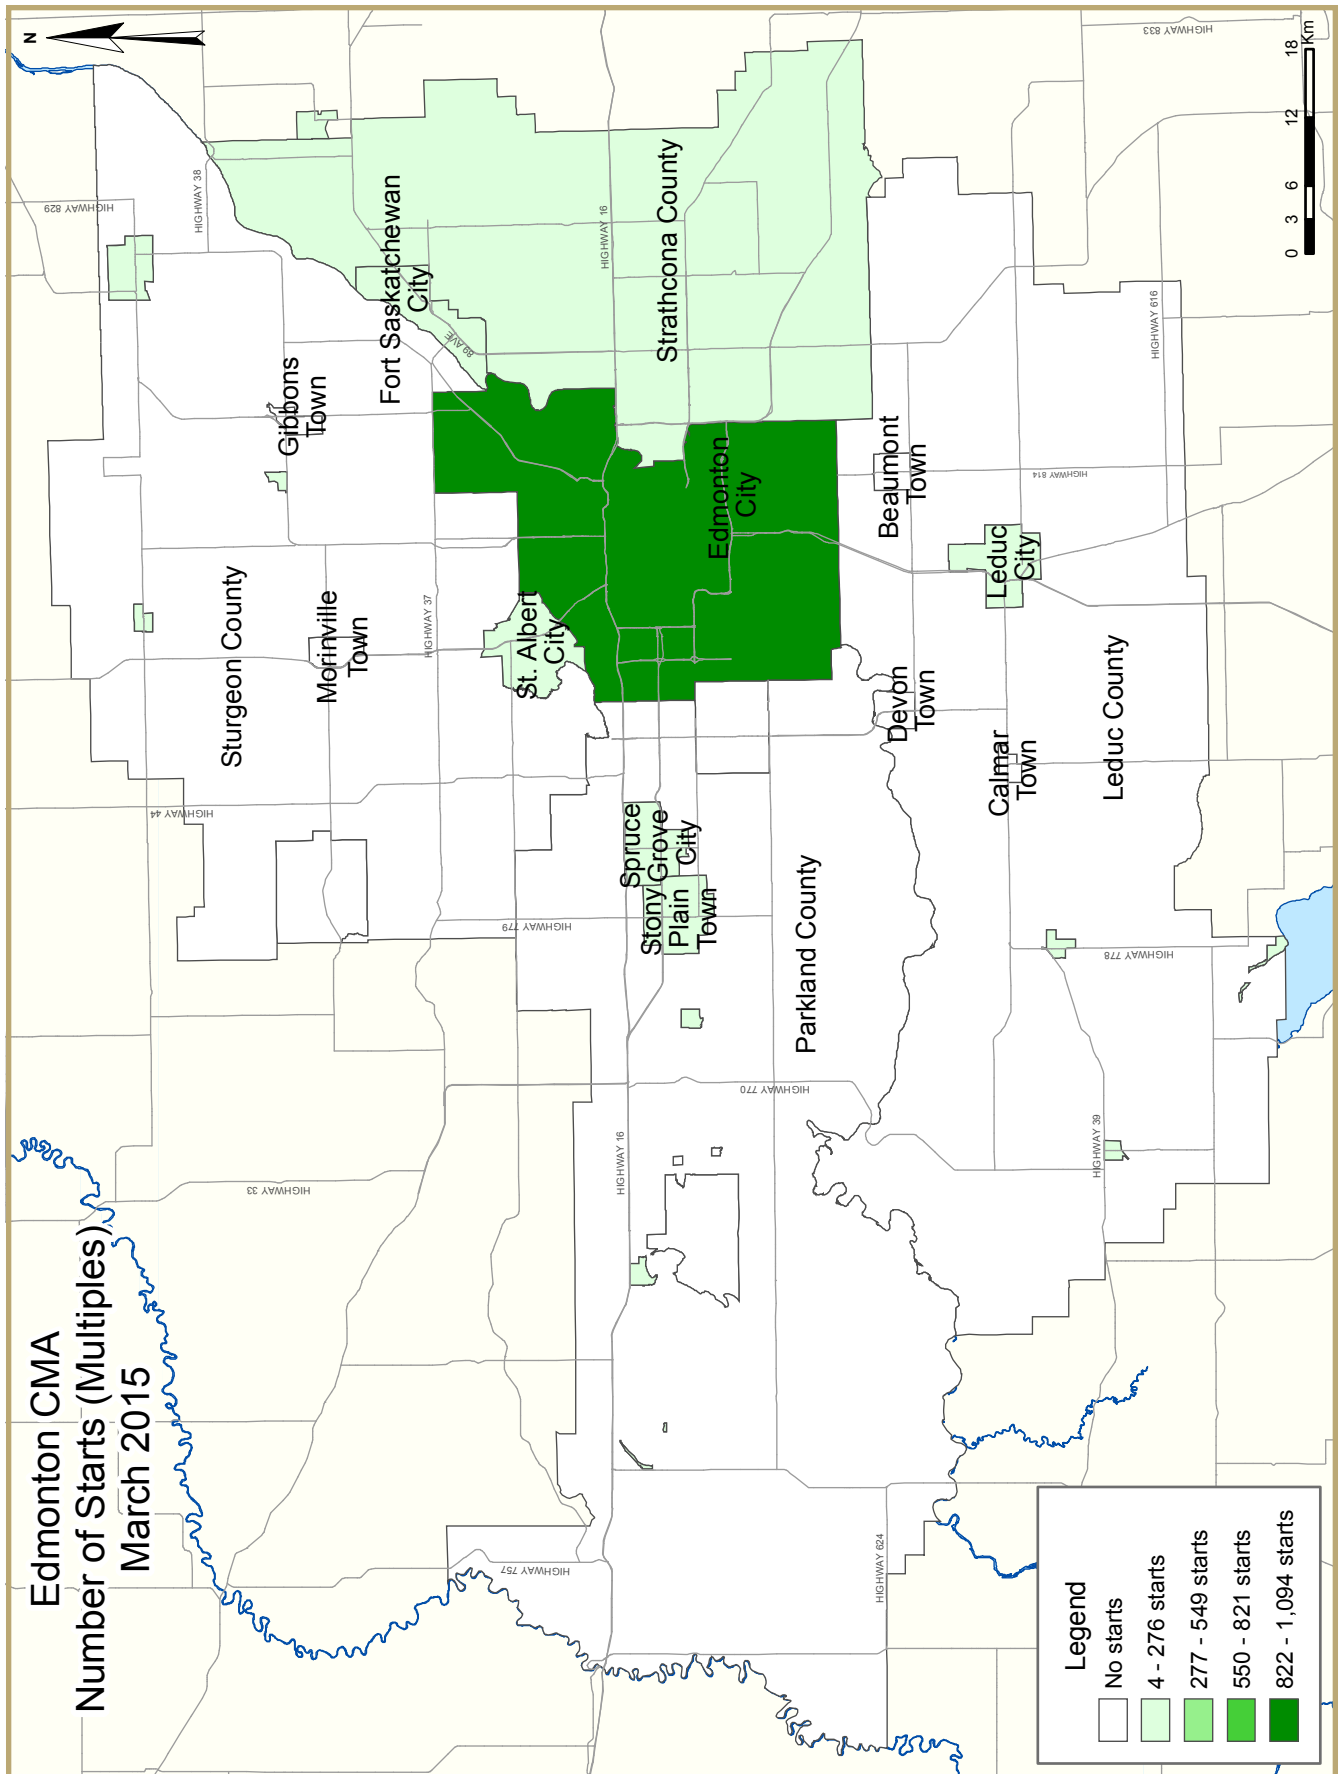 Edmonton CMA
Number of Starts (Multiples)
March 2015
N
HIGHWAY 833
HIGHWAY 829
HIGHWAY 38
HIGHWAY 44
HIGHWAY 33
HIGHWAY 37
HIGHWAY 779
HIGHWAY 757
HIGHWAY 16
HIGHWAY 16
HIGHWAY 770
HIGHWAY 624
HIGHWAY 39
HIGHWAY 778
HIGHWAY 814
HIGHWAY 616
89 AVE
Sturgeon County
Gibbons
Town
Morinville
Town
Fort Saskatchewan
City
St. Albert
City
Strathcona County
Edmonton
City
Spruce
Grove
City
Stony
Plain
Town
Parkland County
Beaumont
Town
Devon
Town
Leduc
City
Calmar
Town
Leduc County
Legend
No starts
4 - 276 starts
277 - 549 starts
550 - 821 starts
822 - 1,094 starts
0 3 6 12 18
Km